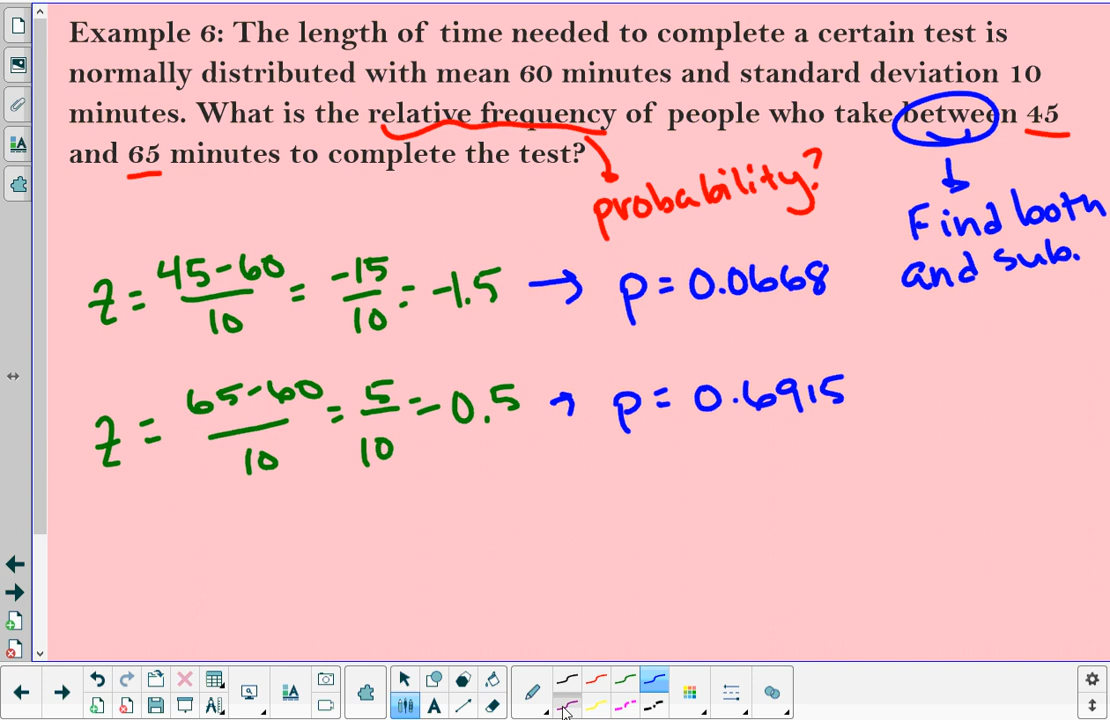 Example 6: The length of time needed to complete a certain test is
normally distributed with mean 60 minutes and standard deviation 10
minutes. What is the relative frequency of people who take between 45
and 65 minutes to complete the test?
probability?
Find both
and sub.
z = 45-60 / 10 = -15 / 10 = -1.5 → p = 0.0668
z = 65-60 / 10 = 5 / 10 = 0.5 → p = 0.6915